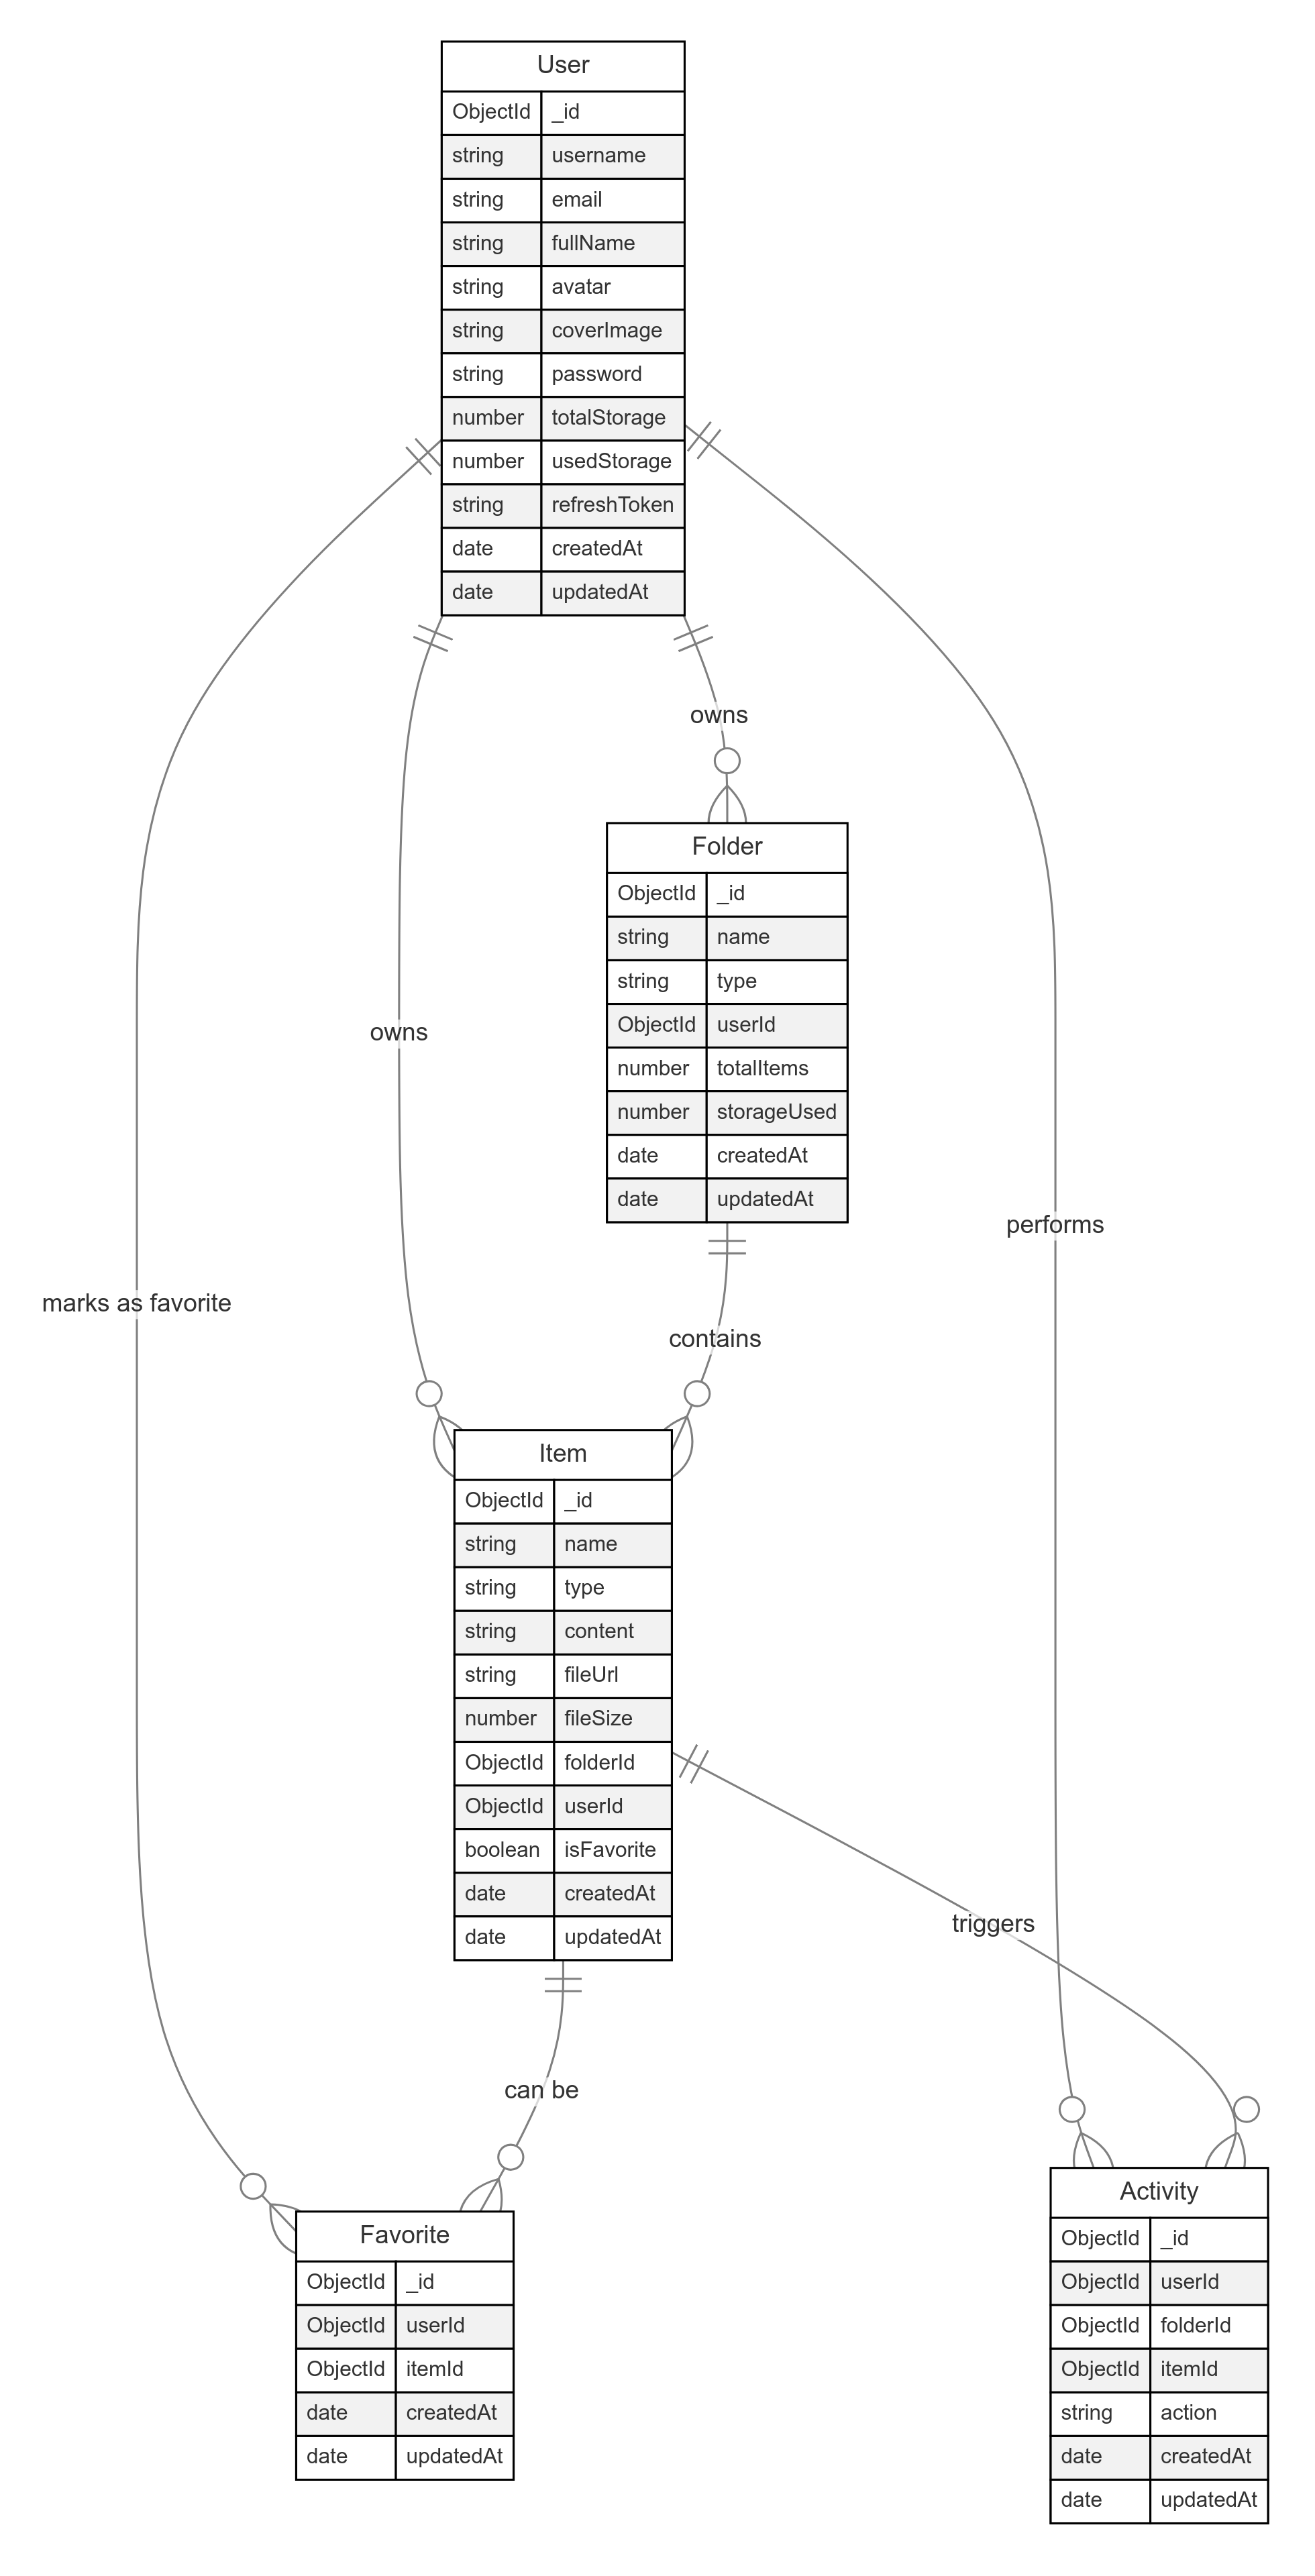 User
ObjectId _id
string username
string email
string fullName
string avatar
string coverImage
string password
number totalStorage
number usedStorage
string refreshToken
date createdAt
date updatedAt
owns
Folder
ObjectId _id
string name
string type
ObjectId userId
number totalItems
number storageUsed
date createdAt
date updatedAt
owns
performs
marks as favorite
contains
Item
ObjectId _id
string name
string type
string content
string fileUrl
number fileSize
ObjectId folderId
ObjectId userId
boolean isFavorite
date createdAt
date updatedAt
triggers
can be
Favorite
ObjectId _id
ObjectId userId
ObjectId itemId
date createdAt
date updatedAt
Activity
ObjectId _id
ObjectId userId
ObjectId folderId
ObjectId itemId
string action
date createdAt
date updatedAt